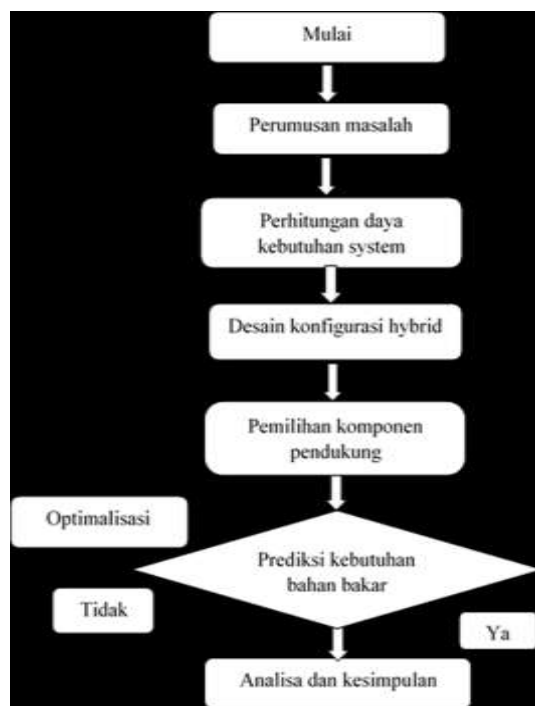 Mulai
Perumusan masalah
Perhitungan daya
kebutuhan system
Desain konfigurasi hybrid
Pemilihan komponen
pendukung
Optimalisasi
Prediksi kebutuhan
bahan bakar
Tidak
Ya
Analisa dan kesimpulan